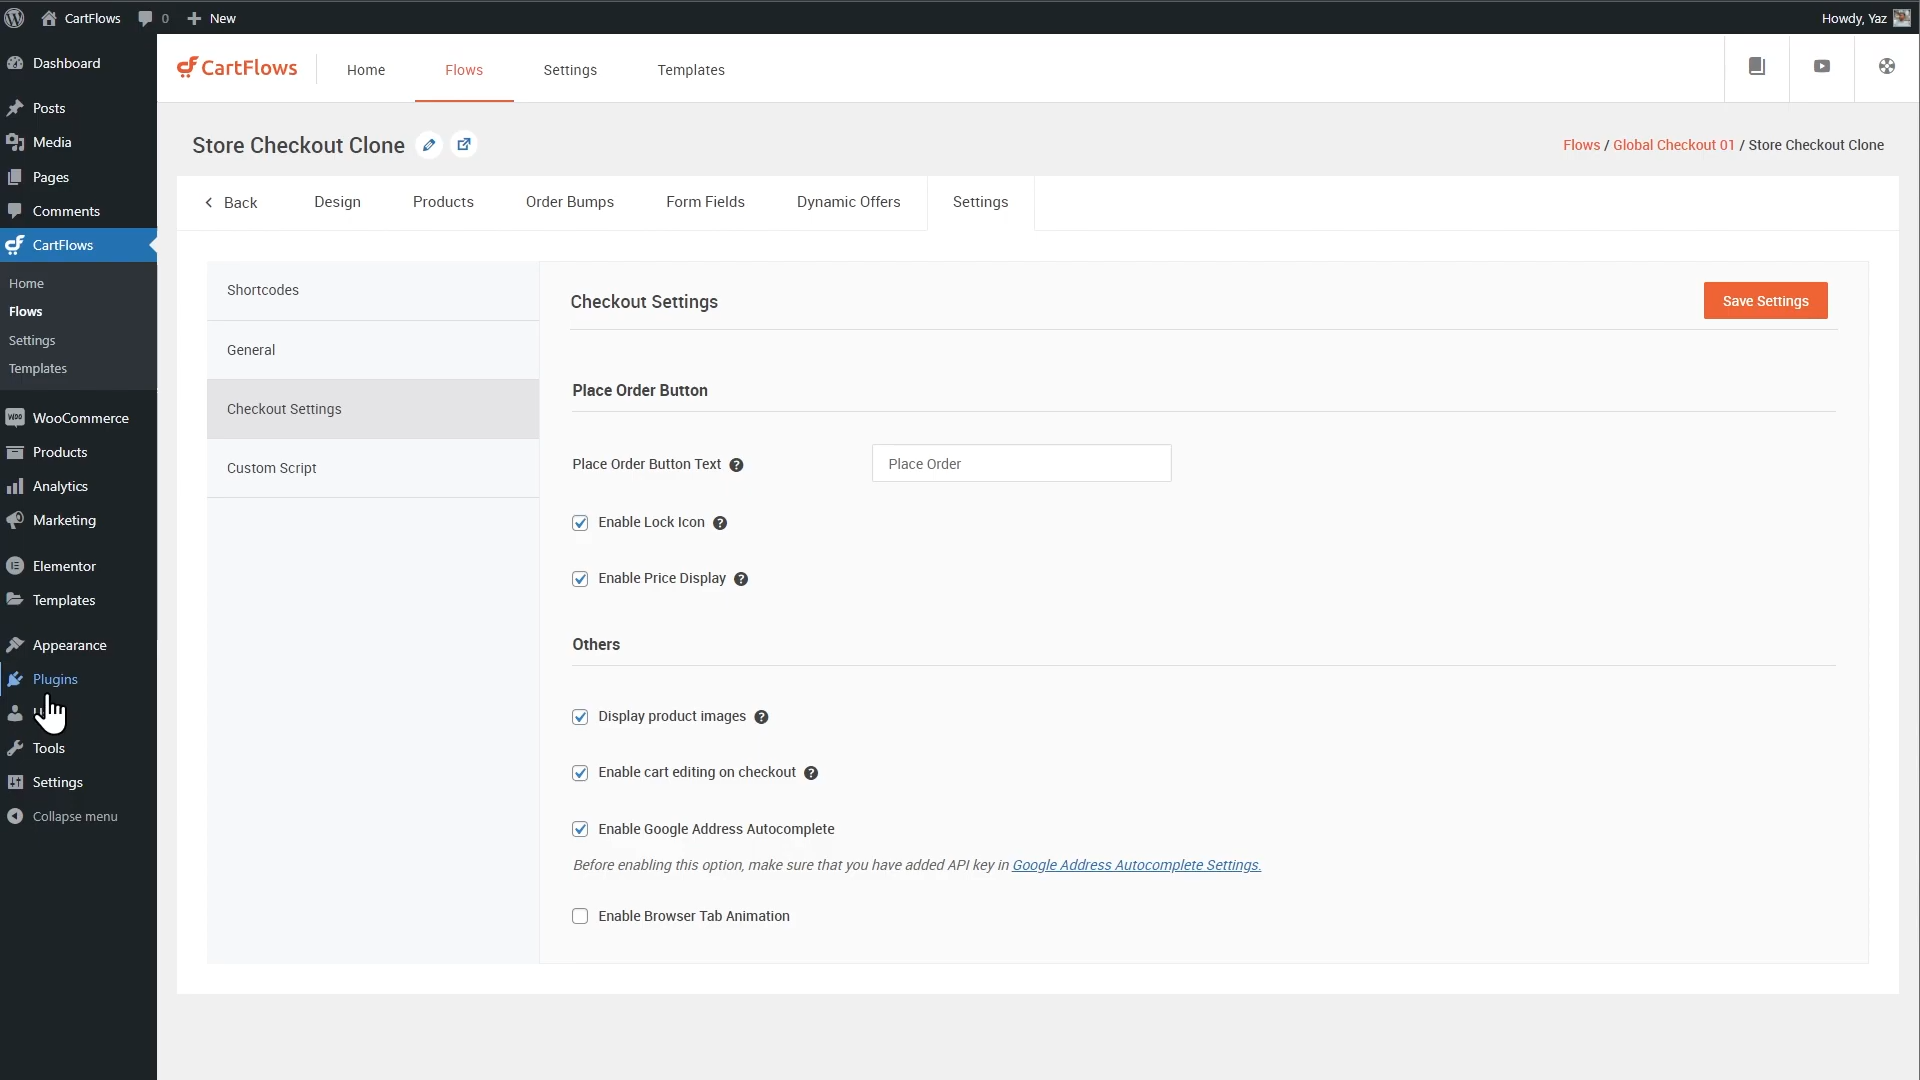 CartFlows 0 New Howdy, Yaz
Dashboard
Posts
Media
Pages
Comments
CartFlows
Home
Flows
Settings
Templates
WooCommerce
Products
Analytics
Marketing
Elementor
Templates
Appearance
Plugins
Tools
Settings
Collapse menu
CartFlows Home Flows Settings Templates
Store Checkout Clone
Flows / Global Checkout 01 / Store Checkout Clone
Back Design Products Order Bumps Form Fields Dynamic Offers Settings
Shortcodes
General
Checkout Settings
Custom Script
Checkout Settings
Save Settings
Place Order Button
Place Order Button Text ? Place Order
Enable Lock Icon ?
Enable Price Display ?
Others
Display product images ?
Enable cart editing on checkout ?
Enable Google Address Autocomplete
Before enabling this option, make sure that you have added API key in Google Address Autocomplete Settings.
Enable Browser Tab Animation